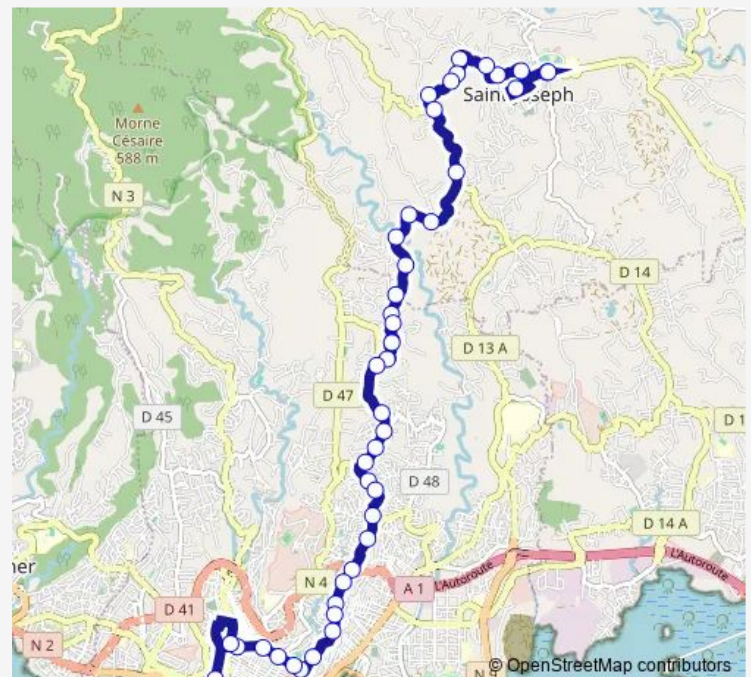 Saint-Joseph
Morne
Césaire
588 m
N 3
D 14
D 13 A
D 47
D 45
D 1
D 48
D 14 A
L'Autoroute
N 4
A 1
L'Autoroute
D 41
N 2
© OpenStreetMap contributors